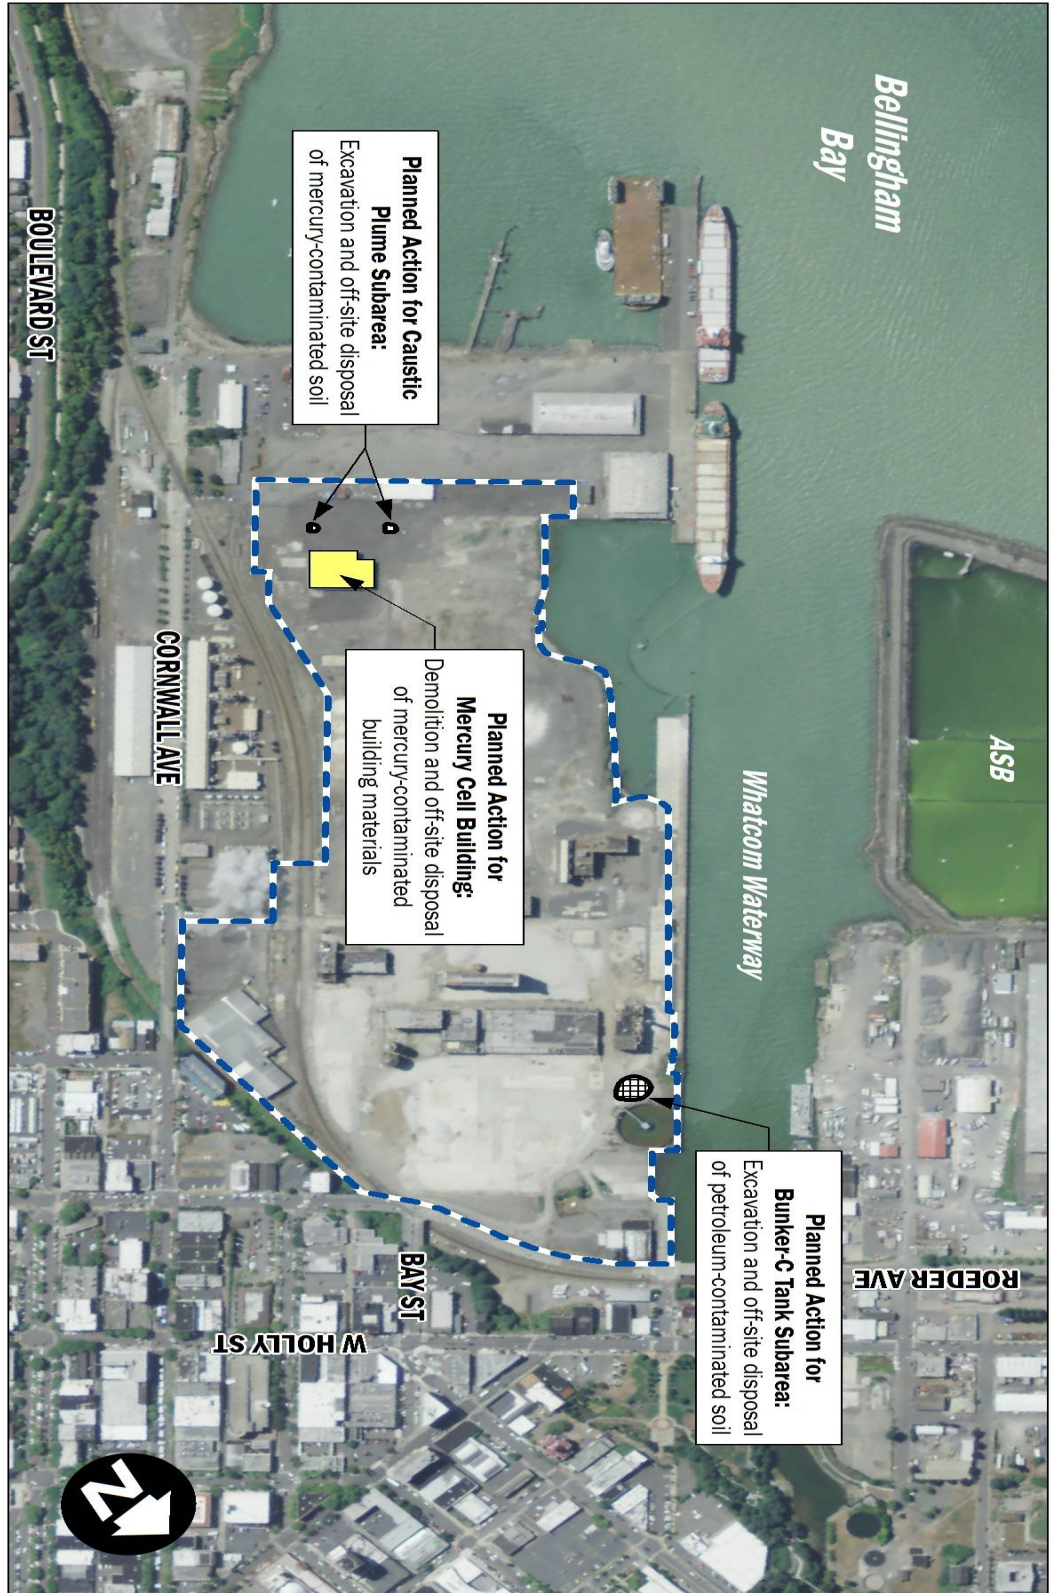 Bellingham
Bay
Planned Action for Caustic
Plume Subarea:
Excavation and off-site disposal
of mercury-contaminated soil
BOULEVARD ST
ASB
Whatcom Waterway
Planned Action for
Mercury Cell Building:
Demolition and off-site disposal
of mercury-contaminated
building materials
CORNWALL AVE
Planned Action for
Bunker-C Tank Subarea:
Excavation and off-site disposal
of petroleum-contaminated soil
ROEDER AVE
BAY ST
W HOLLY ST
N